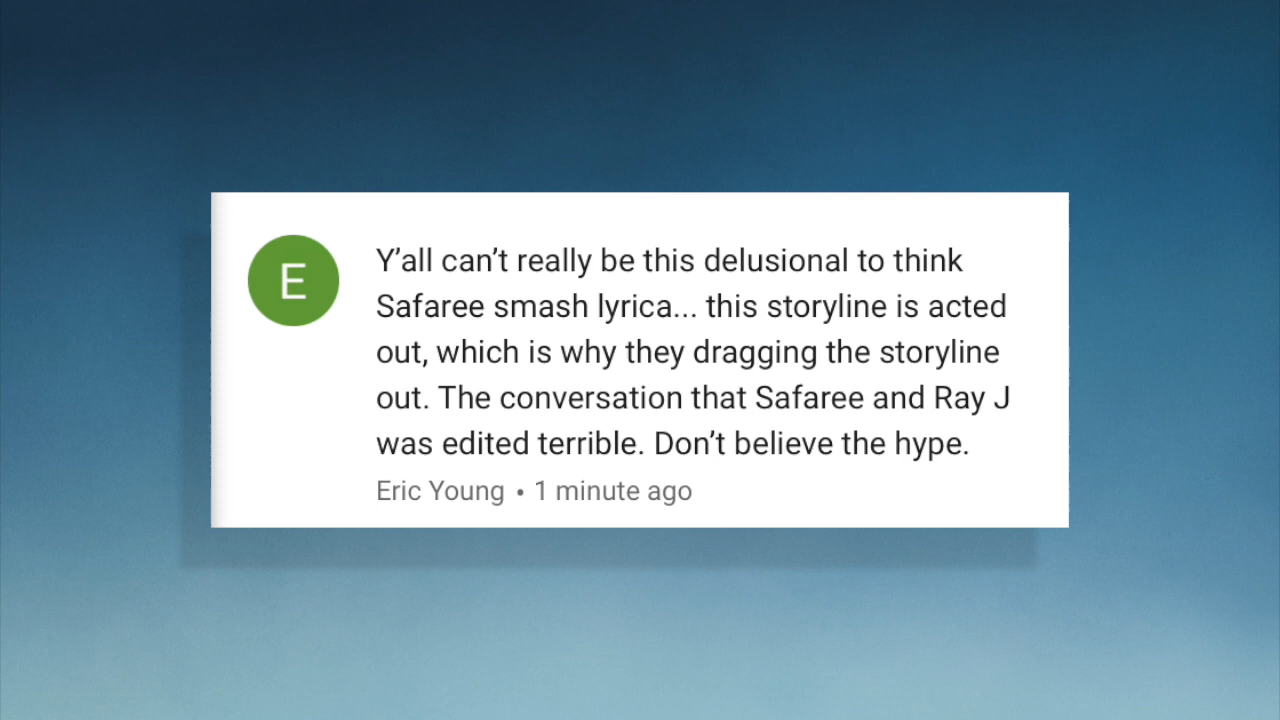 E
Y’all can’t really be this delusional to think
Safaree smash lyrica... this storyline is acted
out, which is why they dragging the storyline
out. The conversation that Safaree and Ray J
was edited terrible. Don’t believe the hype.
Eric Young • 1 minute ago